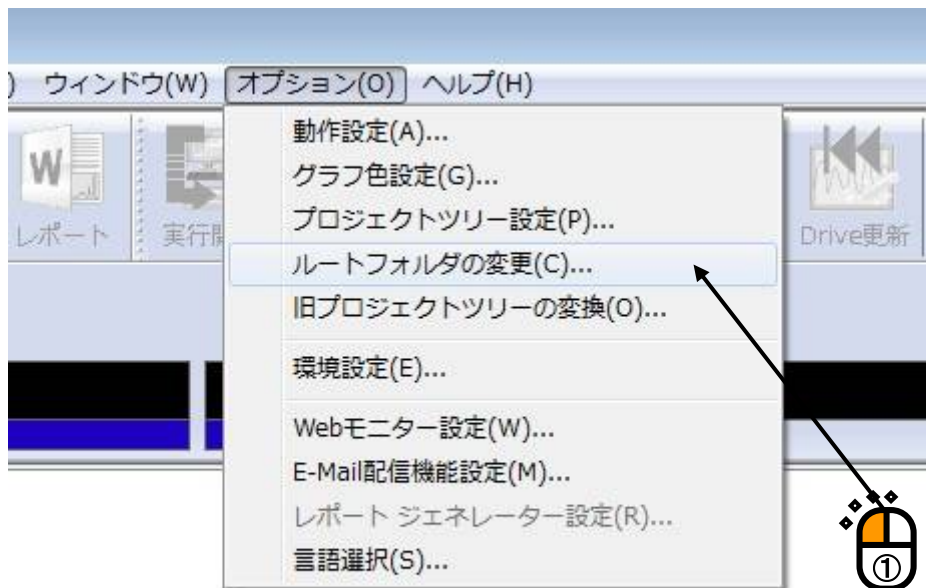 ) ウィンドウ(W) オプション(O) ヘルプ(H)
動作設定(A)...
グラフ色設定(G)...
プロジェクトツリー設定(P)...
ルートフォルダの変更(C)...
旧プロジェクトツリーの変換(O)...
環境設定(E)...
Webモニター設定(W)...
E-Mail配信機能設定(M)...
レポート ジェネレーター設定(R)...
言語選択(S)...
W
レポート
実行
Drive更新
①